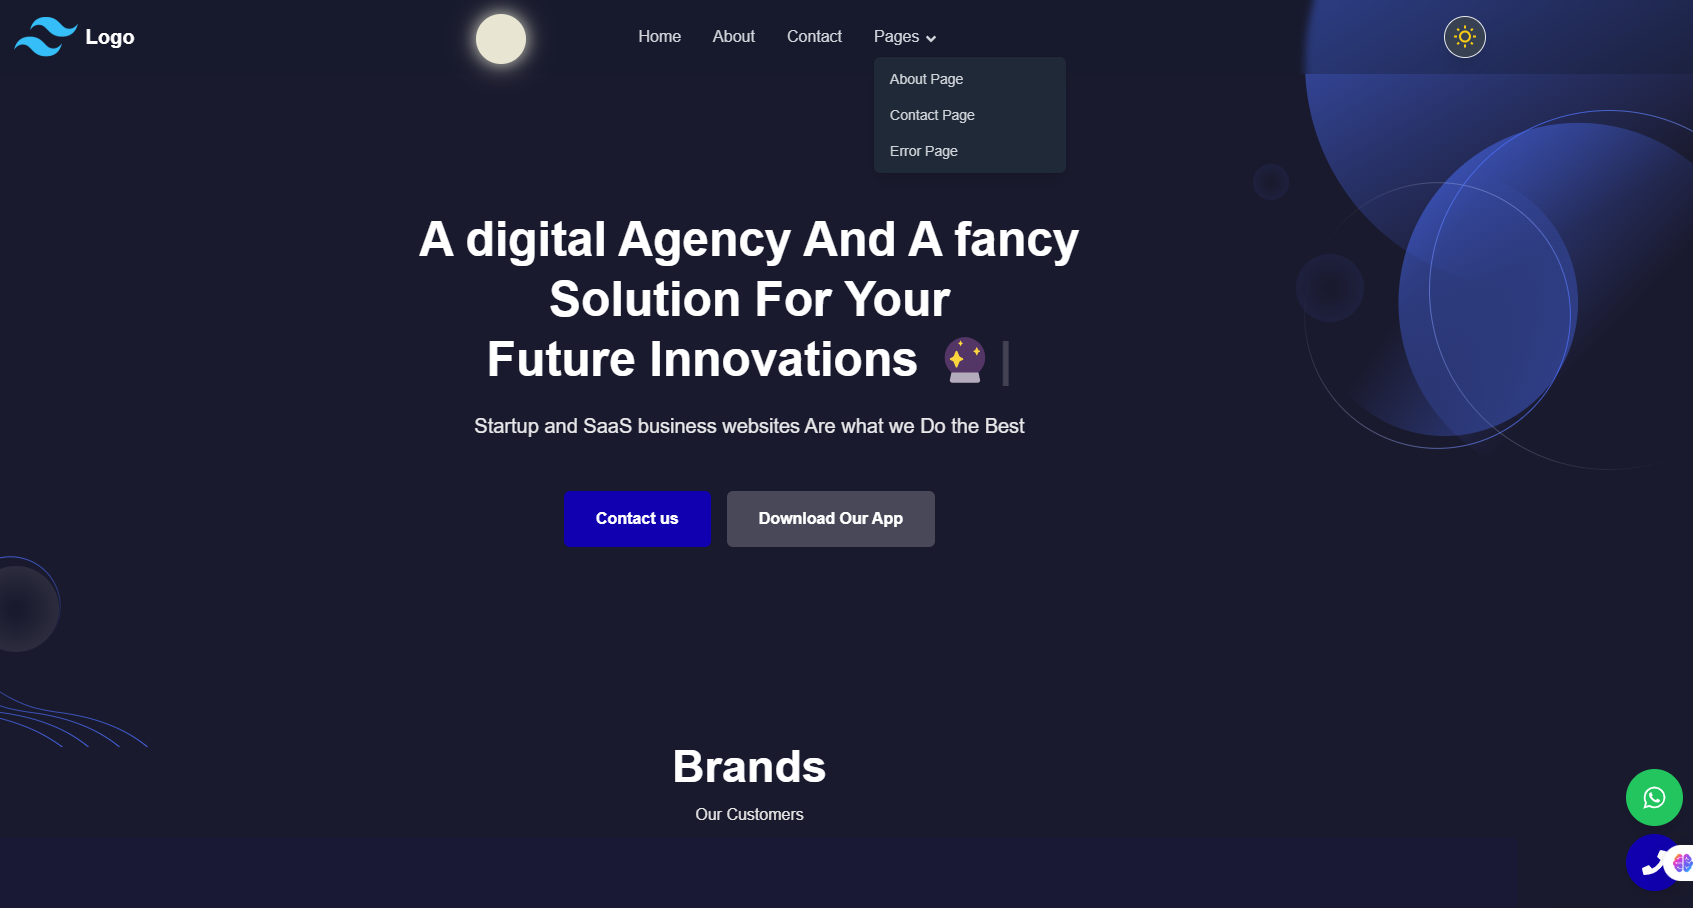 Logo
Home About Contact Pages
About Page
Contact Page
Error Page
A digital Agency And A fancy
Solution For Your
Future Innovations 🔮 |
Startup and SaaS business websites Are what we Do the Best
Contact us Download Our App
Brands
Our Customers